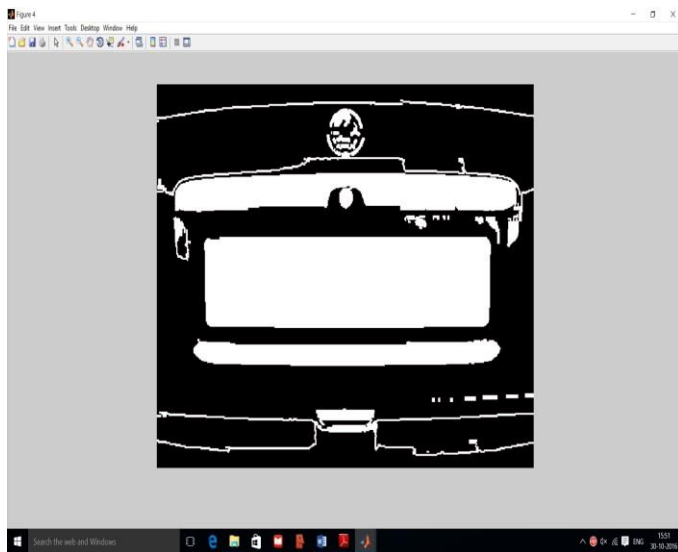 Figure 4
File Edit View Insert Tools Desktop Window Help
Search the web and Windows
ENG
15:51
30-10-2016